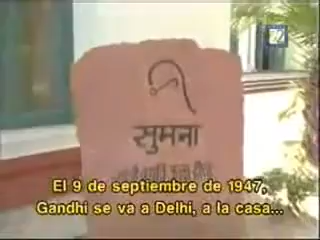 सुमना
El 9 de septiembre de 1947,
Gandhi se va a Delhi, a la casa...